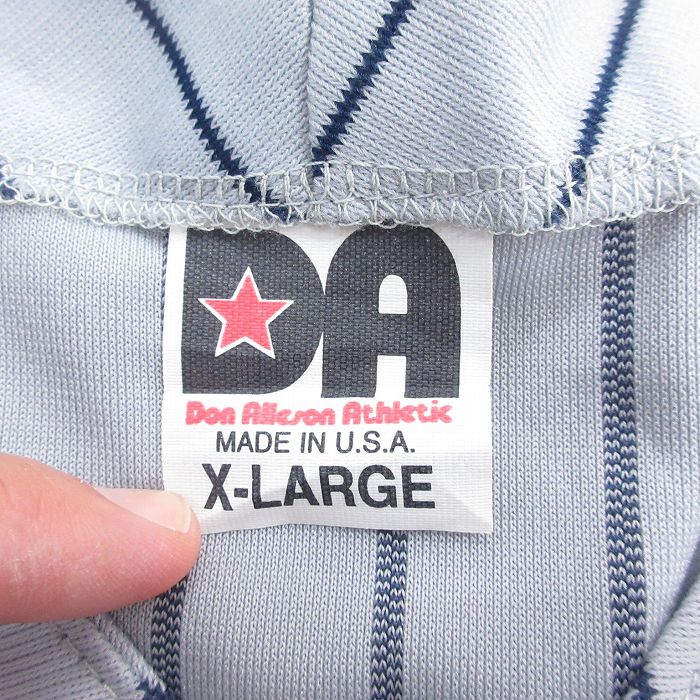 DA
Don Alleson Athletic
MADE IN U.S.A.
X-LARGE